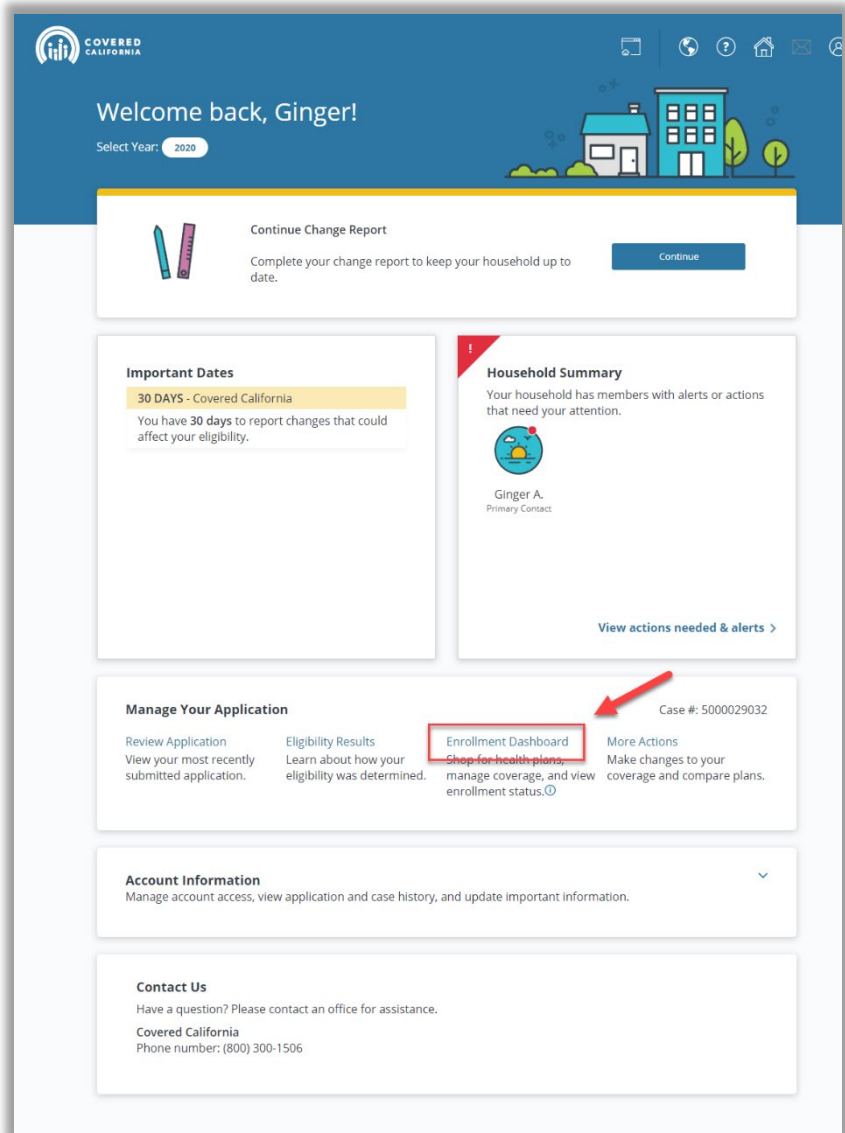 COVERED
CALIFORNIA
Welcome back, Ginger!
Select Year: 2020
Continue Change Report
Complete your change report to keep your household up to
date.
Continue
Important Dates
30 DAYS - Covered California
You have 30 days to report changes that could
affect your eligibility.
!
Household Summary
Your household has members with alerts or actions
that need your attention.
Ginger A.
Primary Contact
View actions needed & alerts >
Manage Your Application
Case #: 5000029032
Review Application
View your most recently
submitted application.
Eligibility Results
Learn about how your
eligibility was determined.
Enrollment Dashboard
Shop for health plans,
manage coverage, and view
enrollment status.
More Actions
Make changes to your
coverage and compare plans.
Account Information
Manage account access, view application and case history, and update important information.
Contact Us
Have a question? Please contact an office for assistance.
Covered California
Phone number: (800) 300-1506